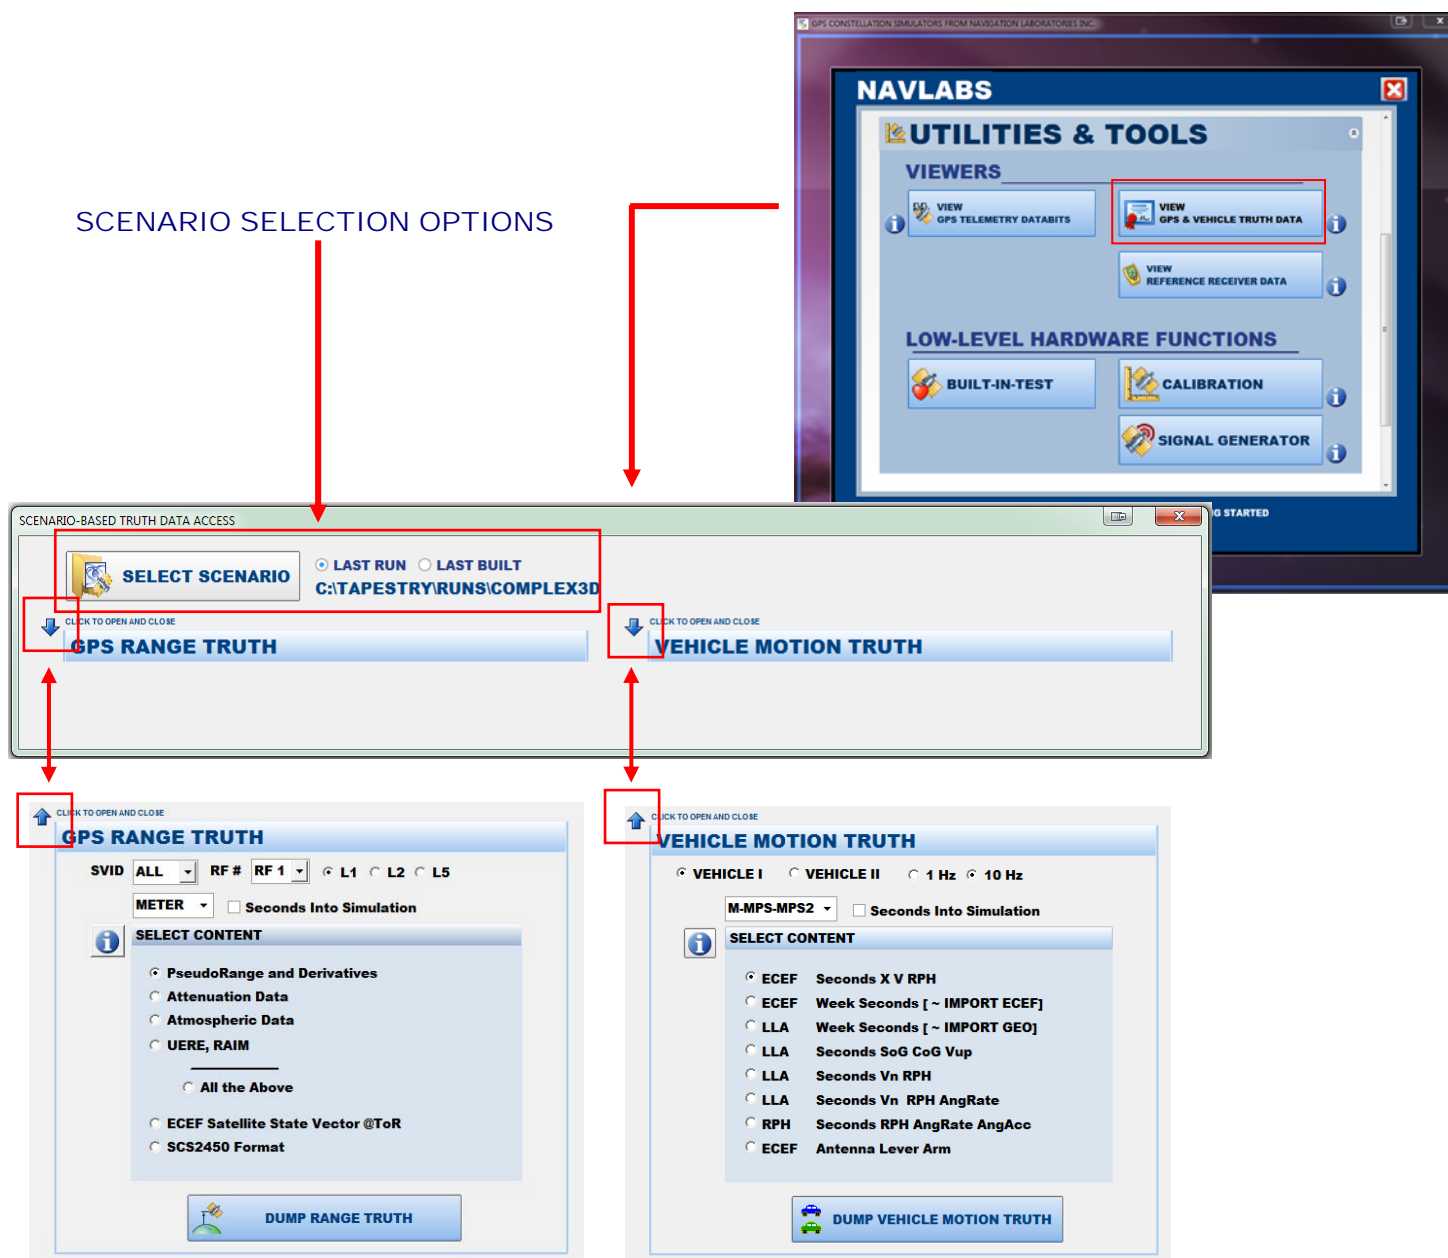 GPS CONSTELLATION SIMULATORS FROM NAVIGATION LABORATORIES INC
NAVLABS
UTILITIES & TOOLS
VIEWERS
VIEW
GPS TELEMETRY DATABITS
VIEW
GPS & VEHICLE TRUTH DATA
VIEW
REFERENCE RECEIVER DATA
LOW-LEVEL HARDWARE FUNCTIONS
BUILT-IN-TEST
CALIBRATION
SIGNAL GENERATOR
G STARTED
SCENARIO SELECTION OPTIONS
SCENARIO-BASED TRUTH DATA ACCESS
SELECT SCENARIO
LAST RUN LAST BUILT
C:\TAPESTRY\RUNS\COMPLEX3D
CLICK TO OPEN AND CLOSE
GPS RANGE TRUTH
CLICK TO OPEN AND CLOSE
VEHICLE MOTION TRUTH
CLICK TO OPEN AND CLOSE
GPS RANGE TRUTH
SVID ALL RF # RF 1 L1 L2 L5
METER Seconds Into Simulation
SELECT CONTENT
PseudoRange and Derivatives
Attenuation Data
Atmospheric Data
UERE, RAIM
All the Above
ECEF Satellite State Vector @ToR
SCS2450 Format
DUMP RANGE TRUTH
CLICK TO OPEN AND CLOSE
VEHICLE MOTION TRUTH
VEHICLE I VEHICLE II 1 Hz 10 Hz
M-MPS-MPS2 Seconds Into Simulation
SELECT CONTENT
ECEF Seconds X V RPH
ECEF Week Seconds [ ~ IMPORT ECEF]
LLA Week Seconds [ ~ IMPORT GEO]
LLA Seconds SoG CoG Vup
LLA Seconds Vn RPH
LLA Seconds Vn RPH AngRate
RPH Seconds RPH AngRate AngAcc
ECEF Antenna Lever Arm
DUMP VEHICLE MOTION TRUTH